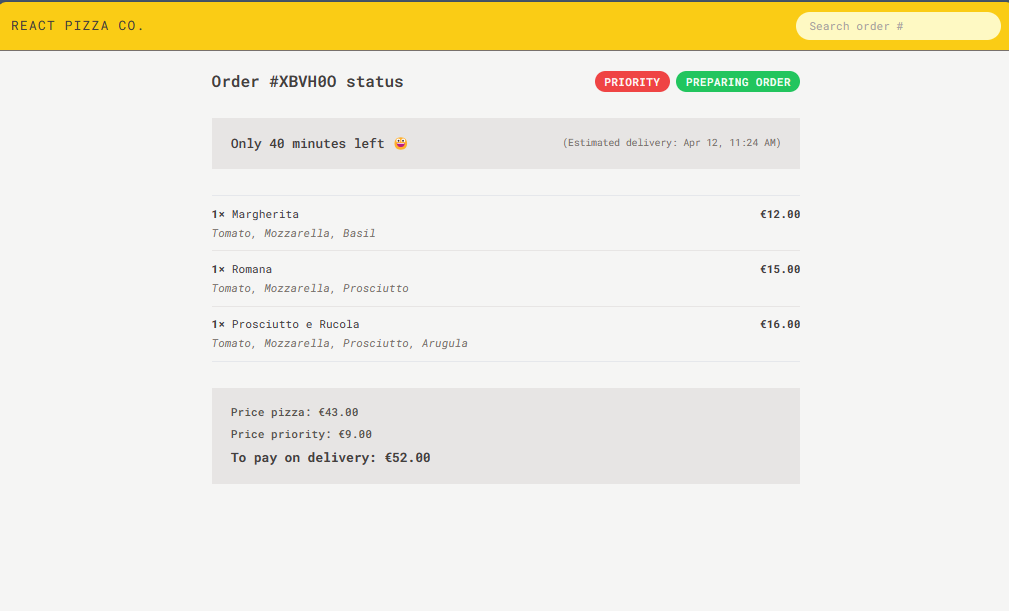 REACT PIZZA CO.
Search order #
Order #XBVH0O status
PRIORITY
PREPARING ORDER
Only 40 minutes left 😀
(Estimated delivery: Apr 12, 11:24 AM)
1× Margherita
€12.00
Tomato, Mozzarella, Basil
1× Romana
€15.00
Tomato, Mozzarella, Prosciutto
1× Prosciutto e Rucola
€16.00
Tomato, Mozzarella, Prosciutto, Arugula
Price pizza: €43.00
Price priority: €9.00
To pay on delivery: €52.00